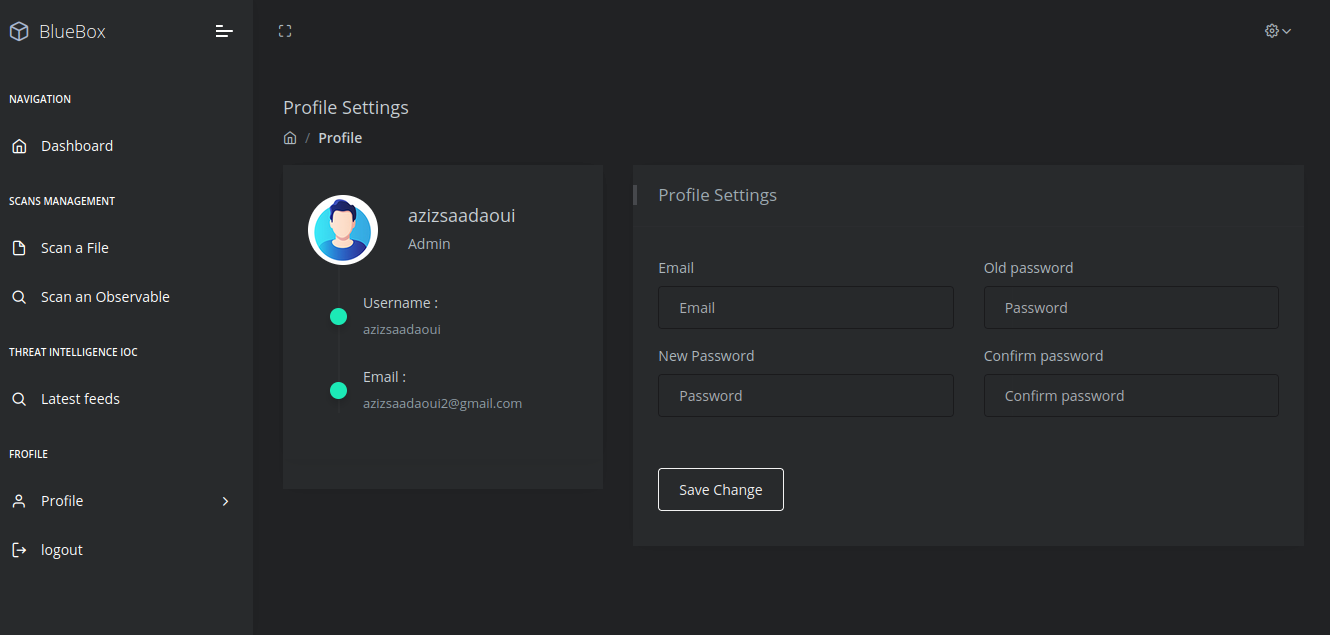 BlueBox
NAVIGATION
Dashboard
SCANS MANAGEMENT
Scan a File
Scan an Observable
THREAT INTELLIGENCE IOC
Latest feeds
FROFILE
Profile
logout
Profile Settings
/ Profile
azizsaadaoui
Admin
Username :
azizsaadaoui
Email :
azizsaadaoui2@gmail.com
Profile Settings
Email
Old password
Email
Password
New Password
Confirm password
Password
Confirm password
Save Change